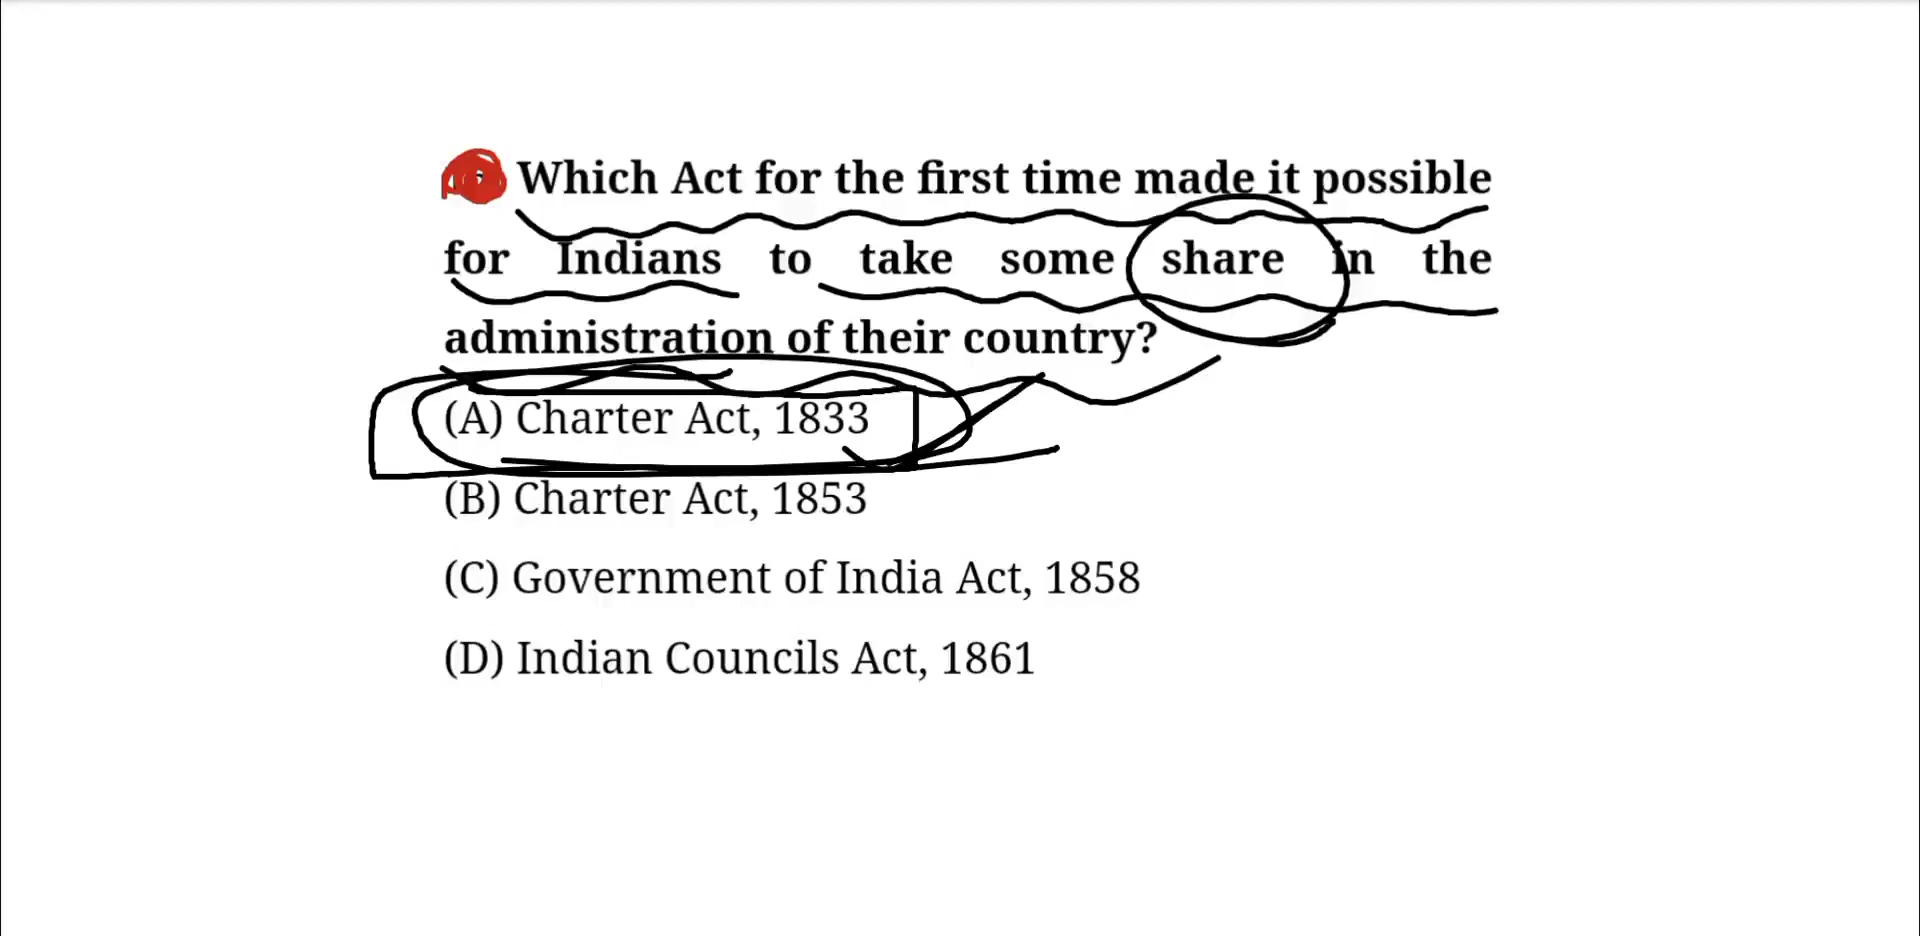 Which Act for the first time made it possible
for Indians to take some share in the
administration of their country?
(A) Charter Act, 1833
(B) Charter Act, 1853
(C) Government of India Act, 1858
(D) Indian Councils Act, 1861